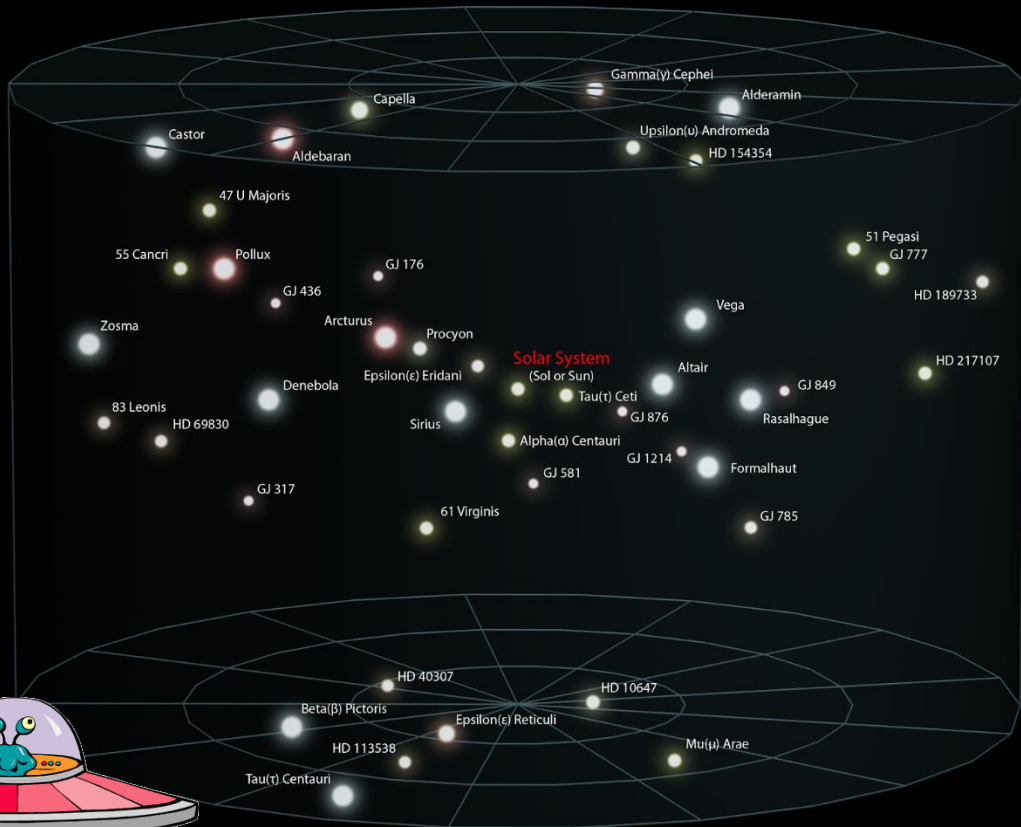 Gamma(γ) Cephei
Capella
Alderamin
Castor
Upsilon(υ) Andromeda
Aldebaran
HD 154354
47 U Majoris
51 Pegasi
55 Cancri
Pollux
GJ 777
GJ 176
GJ 436
HD 189733
Vega
Arcturus
Zosma
Procyon
Solar System
HD 217107
Altair
Epsilon(ε) Eridani
(Sol or Sun)
Denebola
GJ 849
Tau(τ) Ceti
83 Leonis
GJ 876
Rasalhague
HD 69830
Sirius
Alpha(α) Centauri
GJ 1214
Formalhaut
GJ 581
GJ 317
61 Virginis
GJ 785
HD 40307
HD 10647
Beta(β) Pictoris
Epsilon(ε) Reticuli
HD 113538
Mu(μ) Arae
Tau(τ) Centauri